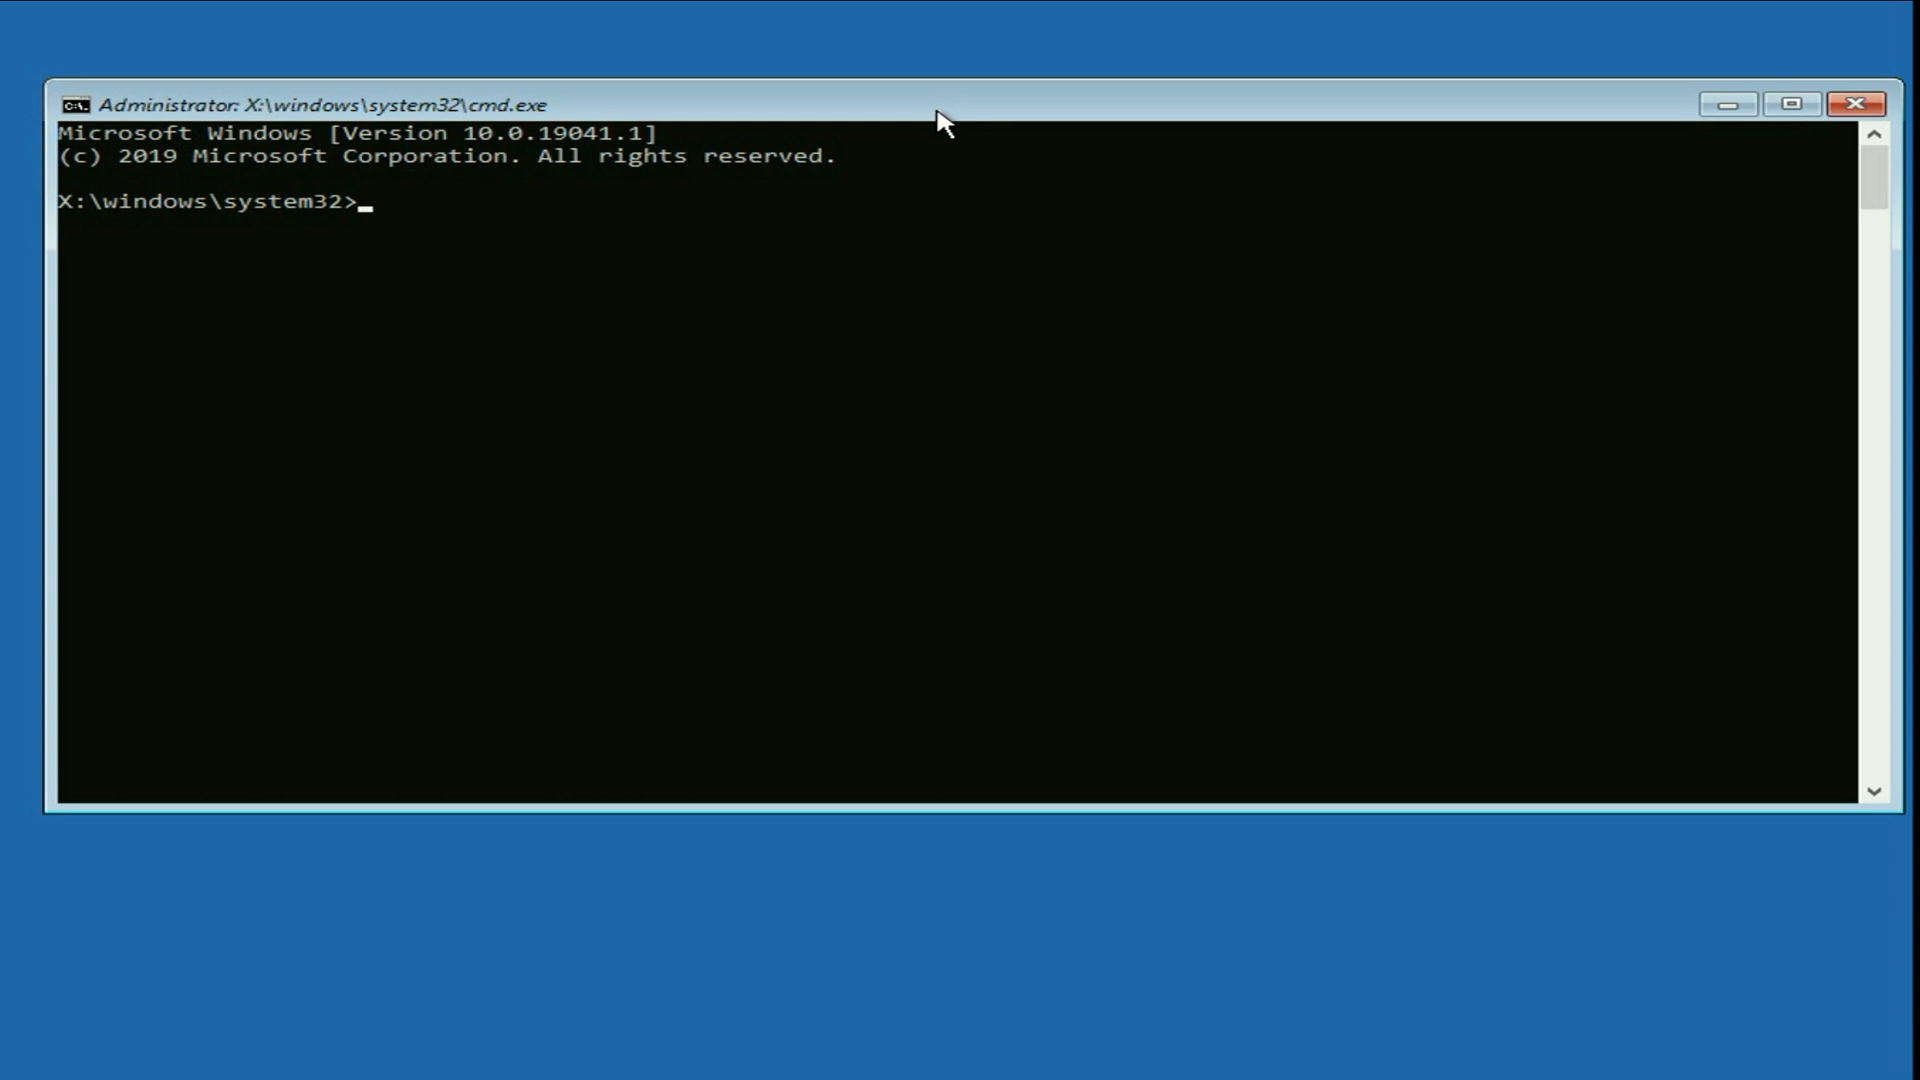 Administrator: X:\windows\system32\cmd.exe
Microsoft Windows [Version 10.0.19041.1]
(c) 2019 Microsoft Corporation. All rights reserved.
X:\windows\system32>